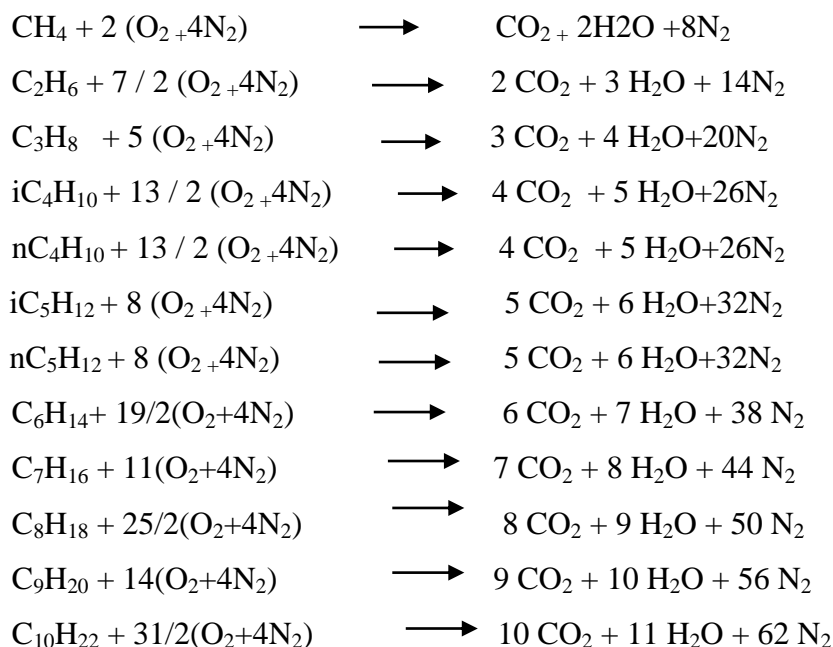 CH₄ + 2 (O₂ ₊4N₂) → CO₂ ₊ 2H2O +8N₂
C₂H₆ + 7 / 2 (O₂ ₊4N₂) → 2 CO₂ + 3 H₂O + 14N₂
C₃H₈ + 5 (O₂ ₊4N₂) → 3 CO₂ + 4 H₂O+20N₂
iC₄H₁₀ + 13 / 2 (O₂ ₊4N₂) → 4 CO₂ + 5 H₂O+26N₂
nC₄H₁₀ + 13 / 2 (O₂ ₊4N₂) → 4 CO₂ + 5 H₂O+26N₂
iC₅H₁₂ + 8 (O₂ ₊4N₂) → 5 CO₂ + 6 H₂O+32N₂
nC₅H₁₂ + 8 (O₂ ₊4N₂) → 5 CO₂ + 6 H₂O+32N₂
C₆H₁₄+ 19/2(O₂+4N₂) → 6 CO₂ + 7 H₂O + 38 N₂
C₇H₁₆ + 11(O₂+4N₂) → 7 CO₂ + 8 H₂O + 44 N₂
C₈H₁₈ + 25/2(O₂+4N₂) → 8 CO₂ + 9 H₂O + 50 N₂
C₉H₂₀ + 14(O₂+4N₂) → 9 CO₂ + 10 H₂O + 56 N₂
C₁₀H₂₂ + 31/2(O₂+4N₂) → 10 CO₂ + 11 H₂O + 62 N₂